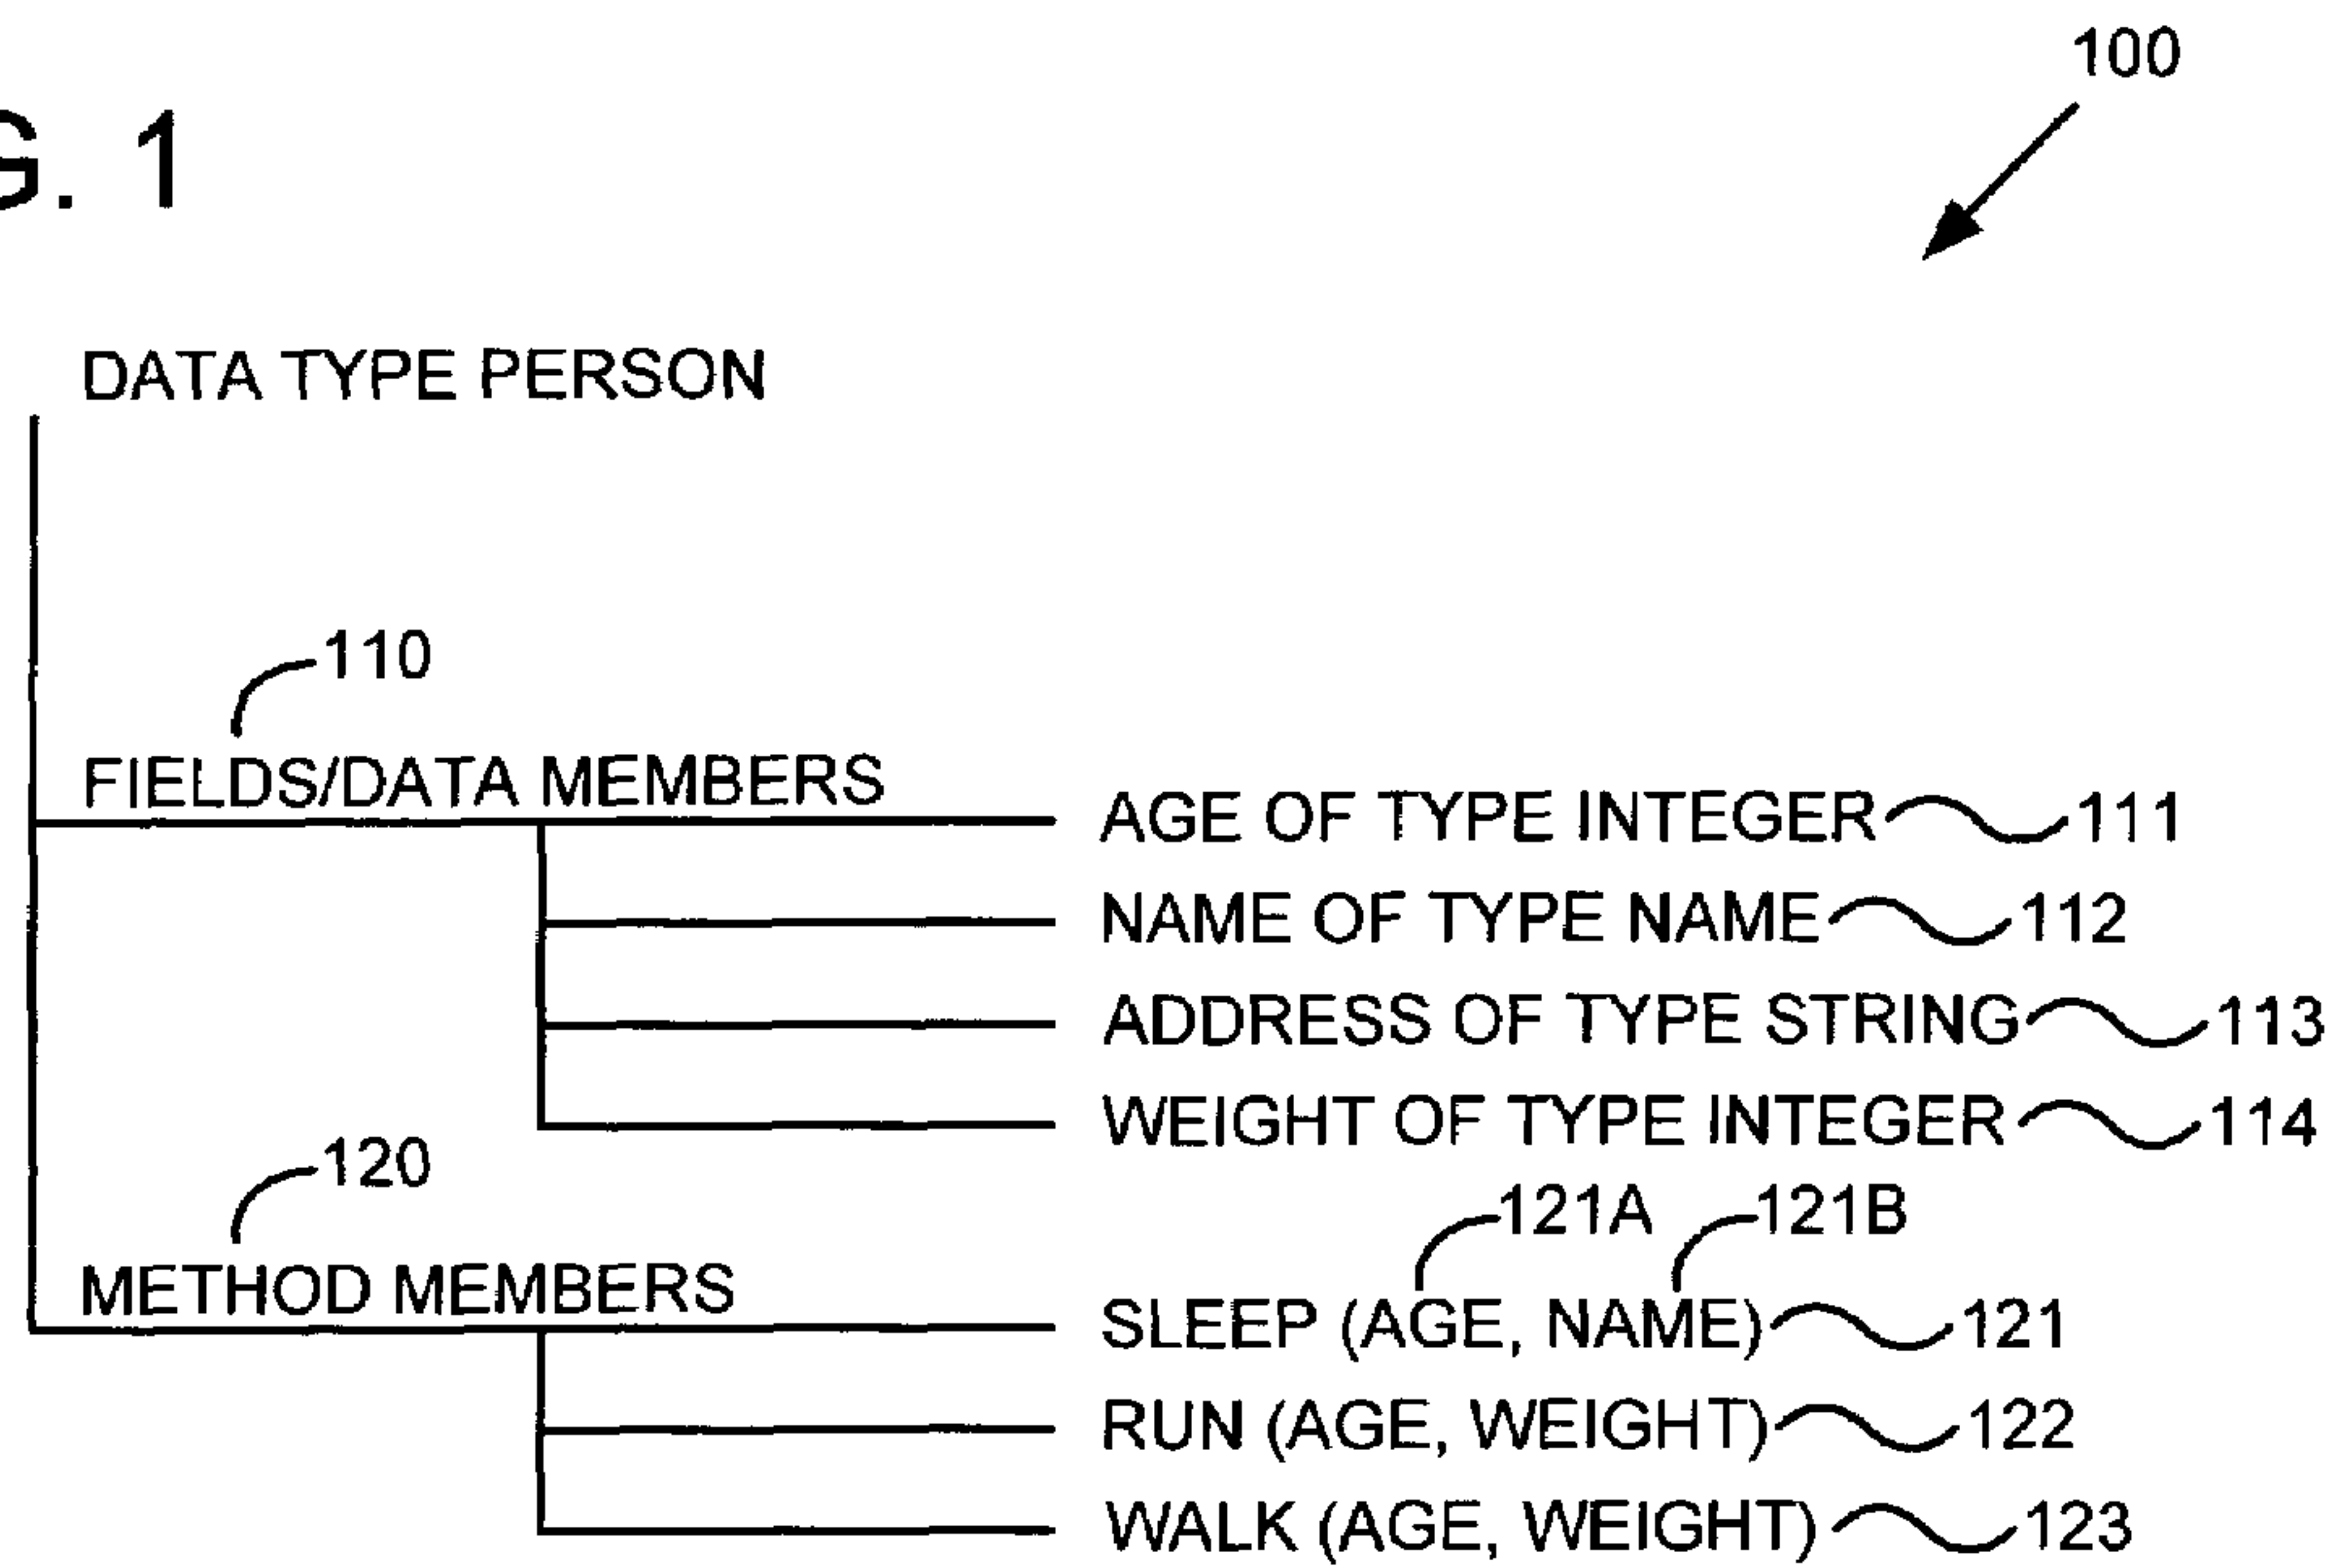 100
G. 1
DATA TYPE PERSON
110
FIELDS/DATA MEMBERS
AGE OF TYPE INTEGER 111
NAME OF TYPE NAME 112
ADDRESS OF TYPE STRING 113
WEIGHT OF TYPE INTEGER 114
120
121A 121B
METHOD MEMBERS
SLEEP (AGE, NAME) 121
RUN (AGE, WEIGHT) 122
WALK (AGE, WEIGHT) 123